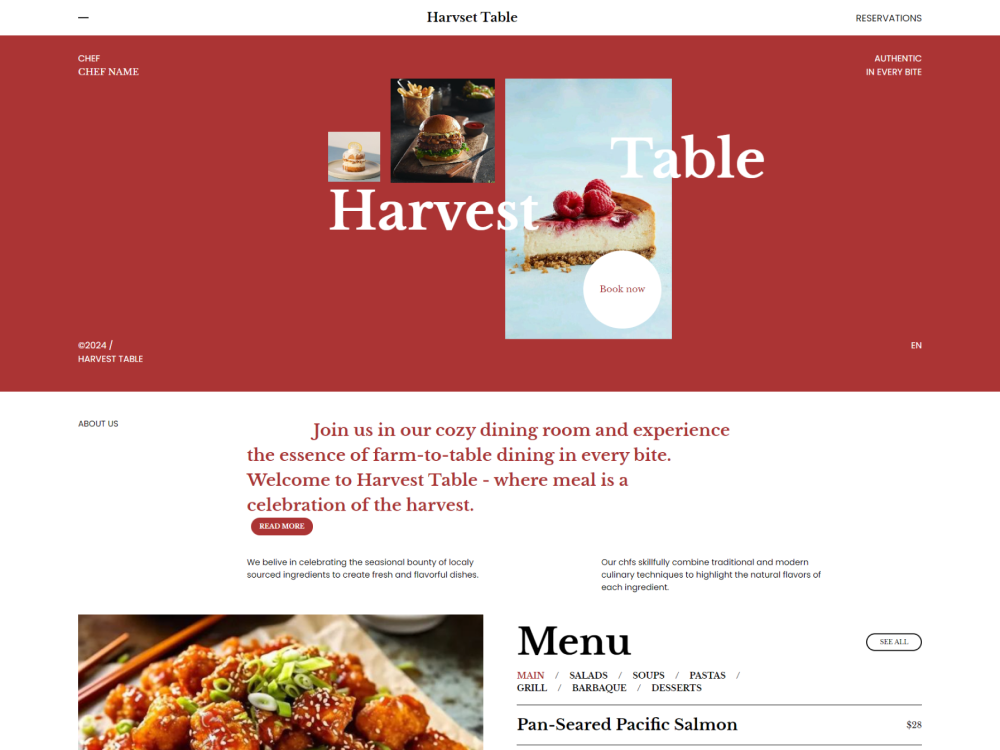 Harvset Table
RESERVATIONS
CHEF
CHEF NAME
AUTHENTIC
IN EVERY BITE
Table
Harvest
Book now
©2024 /
HARVEST TABLE
EN
ABOUT US
Join us in our cozy dining room and experience
the essence of farm-to-table dining in every bite.
Welcome to Harvest Table - where meal is a
celebration of the harvest.
READ MORE
We belive in celebrating the seasional bounty of localy
sourced ingredients to create fresh and flavorful dishes.
Our chfs skillfully combine traditional and modern
culinary techniques to highlight the natural flavors of
each ingredient.
Menu
SEE ALL
MAIN / SALADS / SOUPS / PASTAS /
GRILL / BARBAQUE / DESSERTS
Pan-Seared Pacific Salmon
$28